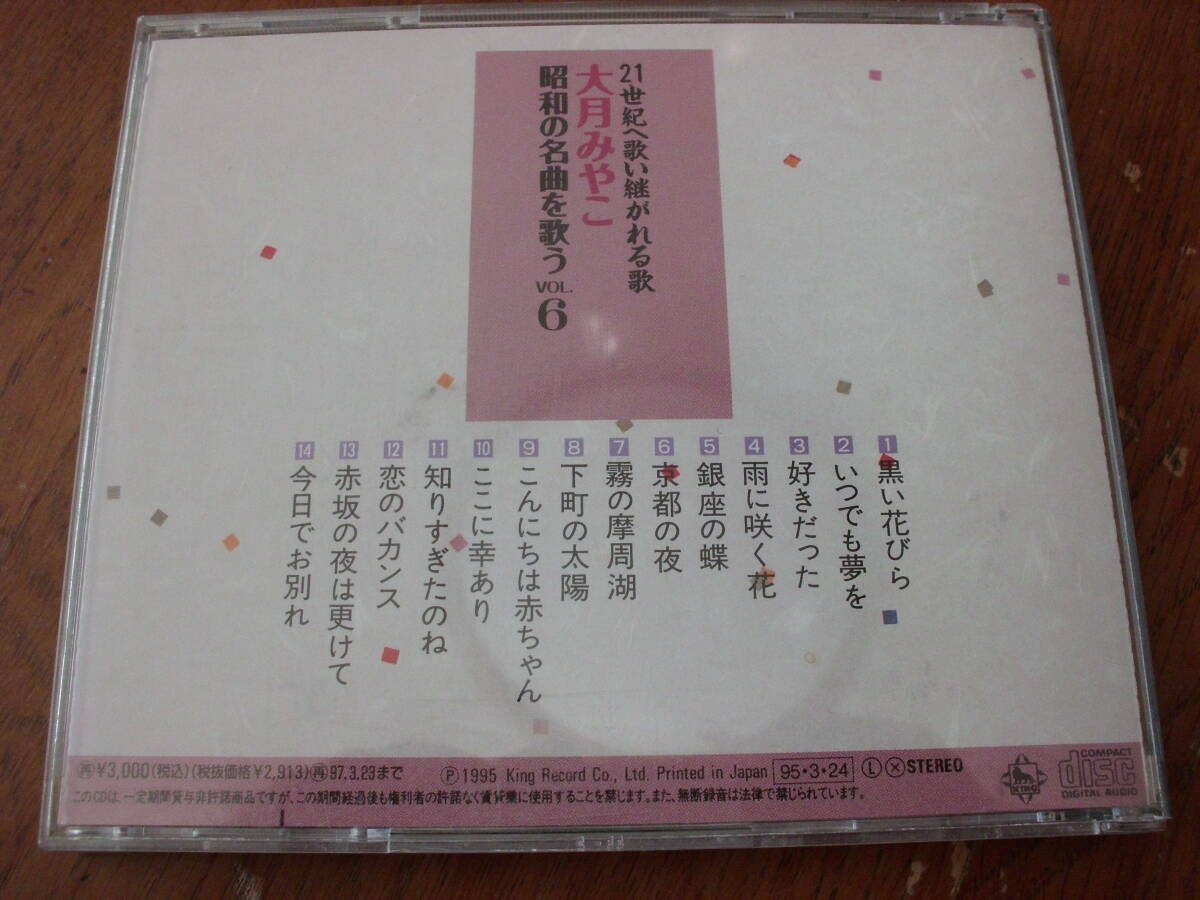 21世紀へ歌い継がれる歌
大月みやこ
昭和の名曲を歌う VOL. 6
1 黒い花びら
2 いつでも夢を
3 好きだった
4 雨に咲く花
5 銀座の蝶
6 京都の夜
7 霧の摩周湖
8 下町の太陽
9 こんにちは赤ちゃん
10 ここに幸あり
11 知りすぎたのね
12 恋のバカンス
13 赤坂の夜は更けて
14 今日でお別れ
再¥3,000(税込)(税抜価格¥2,913)再97.3.23まで Ⓟ1995 King Record Co., Ltd. Printed in Japan 95・3・24 Ⓛ Ⓧ STEREO
このCDは、一定期間貸与非許諾商品ですが、この期間経過後も権利者の許諾なく賃貸業に使用することを禁じます。また、無断録音は法律で禁じられています。
KING
COMPACT
disc
DIGITAL AUDIO